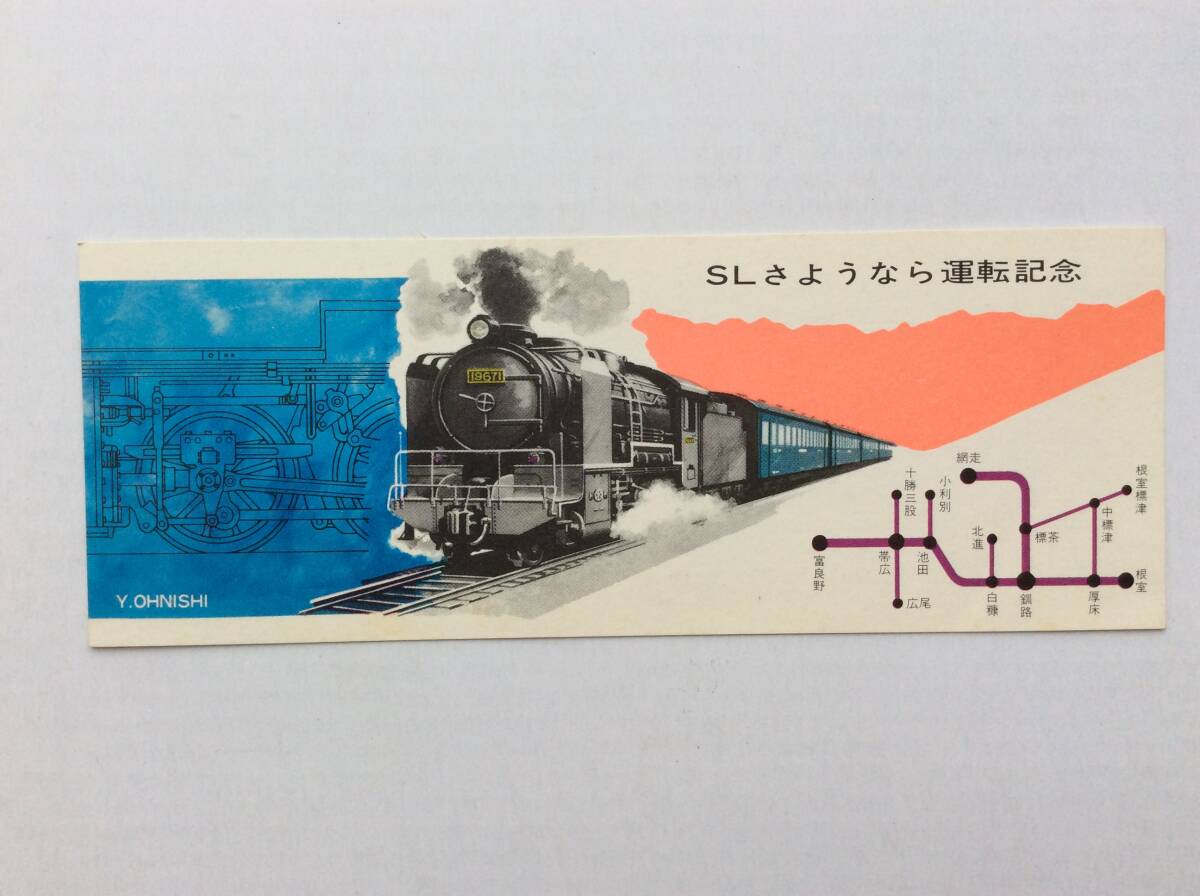 SLさようなら運転記念
19671
Y.OHNISHI
網走
根室標津
十勝三股
小利別
中標津
北進
標茶
富良野
帯広
池田
根室
広尾
白糠
釧路
厚床